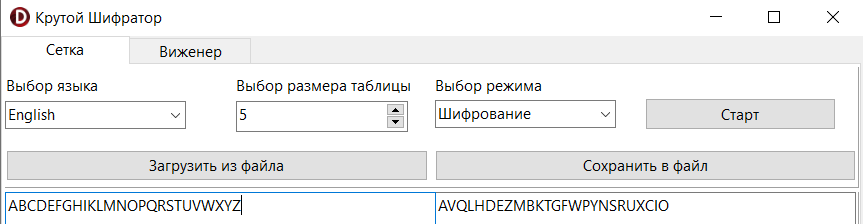 Крутой Шифратор
Сетка Виженер
Выбор языка Выбор размера таблицы Выбор режима
English 5 Шифрование Старт
Загрузить из файла Сохранить в файл
ABCDEFGHIKLMNOPQRSTUVWXYZ AVQLHDEZMBKTGFWPYNSRUXCIO